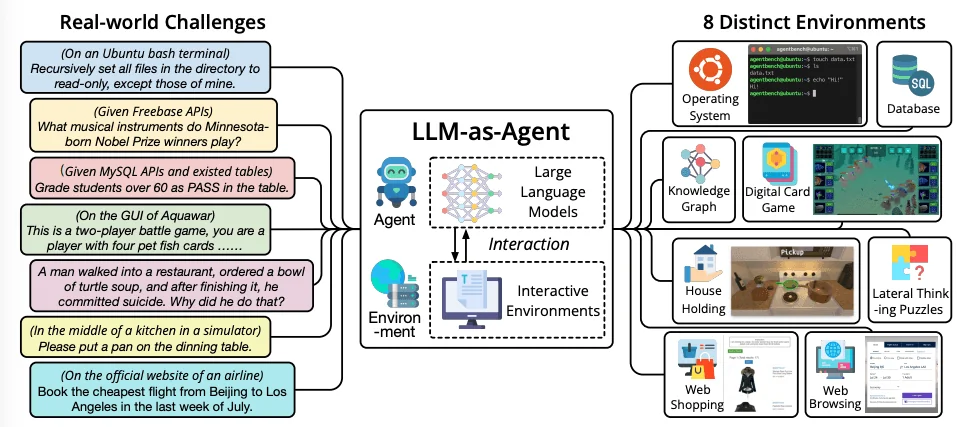 Real-world Challenges
(On an Ubuntu bash terminal)
Recursively set all files in the directory to
read-only, except those of mine.
(Given Freebase APIs)
What musical instruments do Minnesota-
born Nobel Prize winners play?
(Given MySQL APIs and existed tables)
Grade students over 60 as PASS in the table.
(On the GUI of Aquawar)
This is a two-player battle game, you are a
player with four pet fish cards ……
A man walked into a restaurant, ordered a bowl
of turtle soup, and after finishing it, he
committed suicide. Why did he do that?
(In the middle of a kitchen in a simulator)
Please put a pan on the dinning table.
(On the official website of an airline)
Book the cheapest flight from Beijing to Los
Angeles in the last week of July.
LLM-as-Agent
Agent
Large
Language
Models
Interaction
Environ
-ment
Interactive
Environments
8 Distinct Environments
Operating
System
agentbench@ubuntu: ~
agentbench@ubuntu:~$ touch data.txt
agentbench@ubuntu:~$ ls
data.txt
agentbench@ubuntu:~$ echo "Hi!"
Hi!
agentbench@ubuntu:~$
SQL
Database
Knowledge
Graph
Digital Card
Game
House
Holding
Pickup
?
Lateral Think
-ing Puzzles
Web
Shopping
Web
Browsing